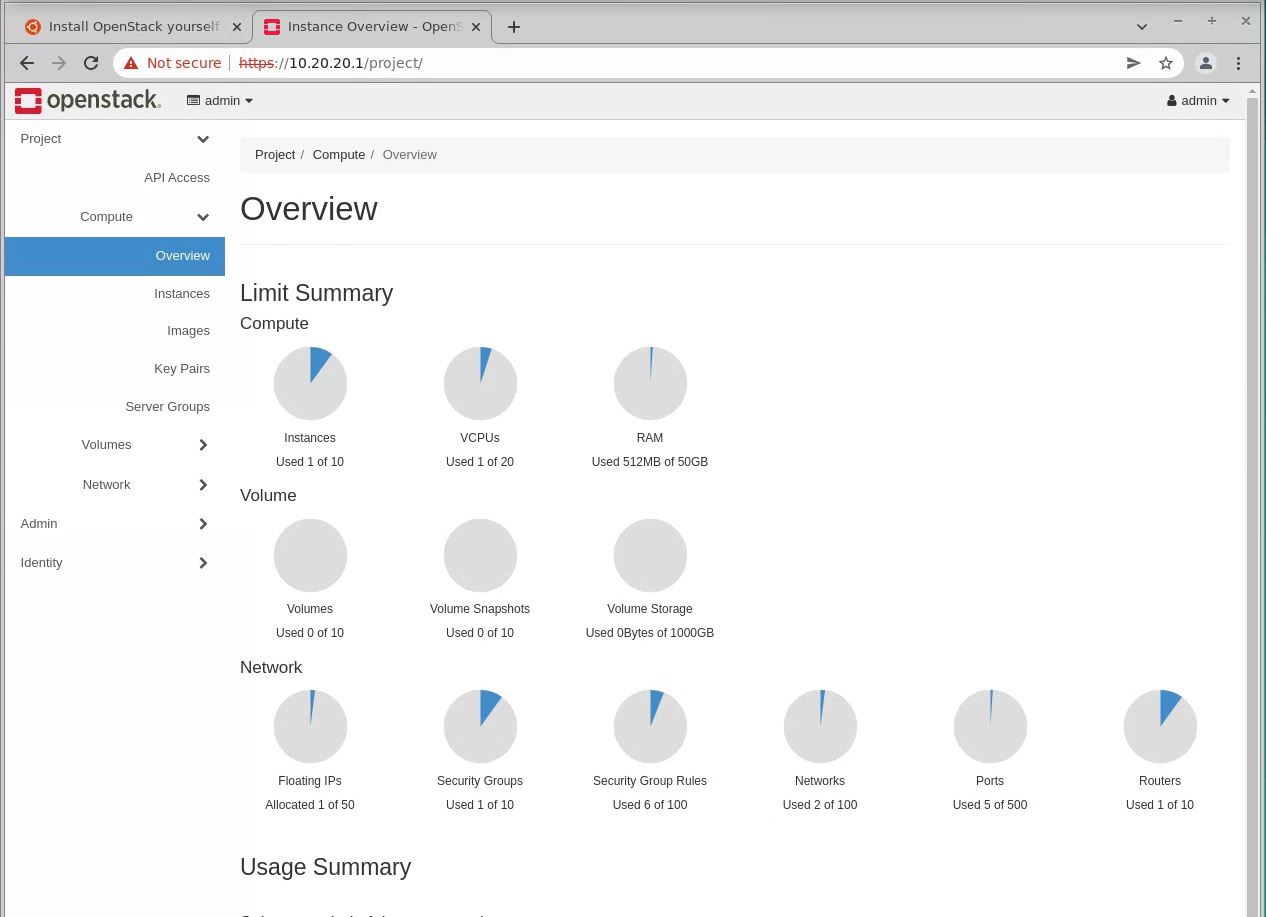 Install OpenStack yourself
Instance Overview - OpenS
Not secure
https://10.20.20.1/project/
openstack.
admin
admin
Project
API Access
Compute
Overview
Instances
Images
Key Pairs
Server Groups
Volumes
Network
Admin
Identity
Project / Compute / Overview
Overview
Limit Summary
Compute
Instances VCPUs RAM
Used 1 of 10 Used 1 of 20 Used 512MB of 50GB
Volume
Volumes Volume Snapshots Volume Storage
Used 0 of 10 Used 0 of 10 Used 0Bytes of 1000GB
Network
Floating IPs Security Groups Security Group Rules Networks Ports Routers
Allocated 1 of 50 Used 1 of 10 Used 6 of 100 Used 2 of 100 Used 5 of 500 Used 1 of 10
Usage Summary